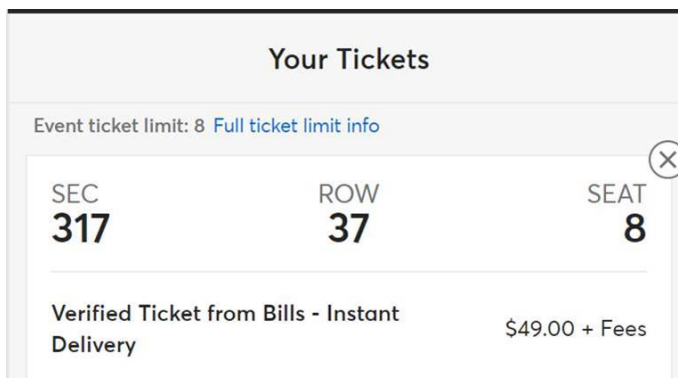 Your Tickets
Event ticket limit: 8 Full ticket limit info
SEC ROW SEAT
317 37 8
Verified Ticket from Bills - Instant
Delivery
$49.00 + Fees